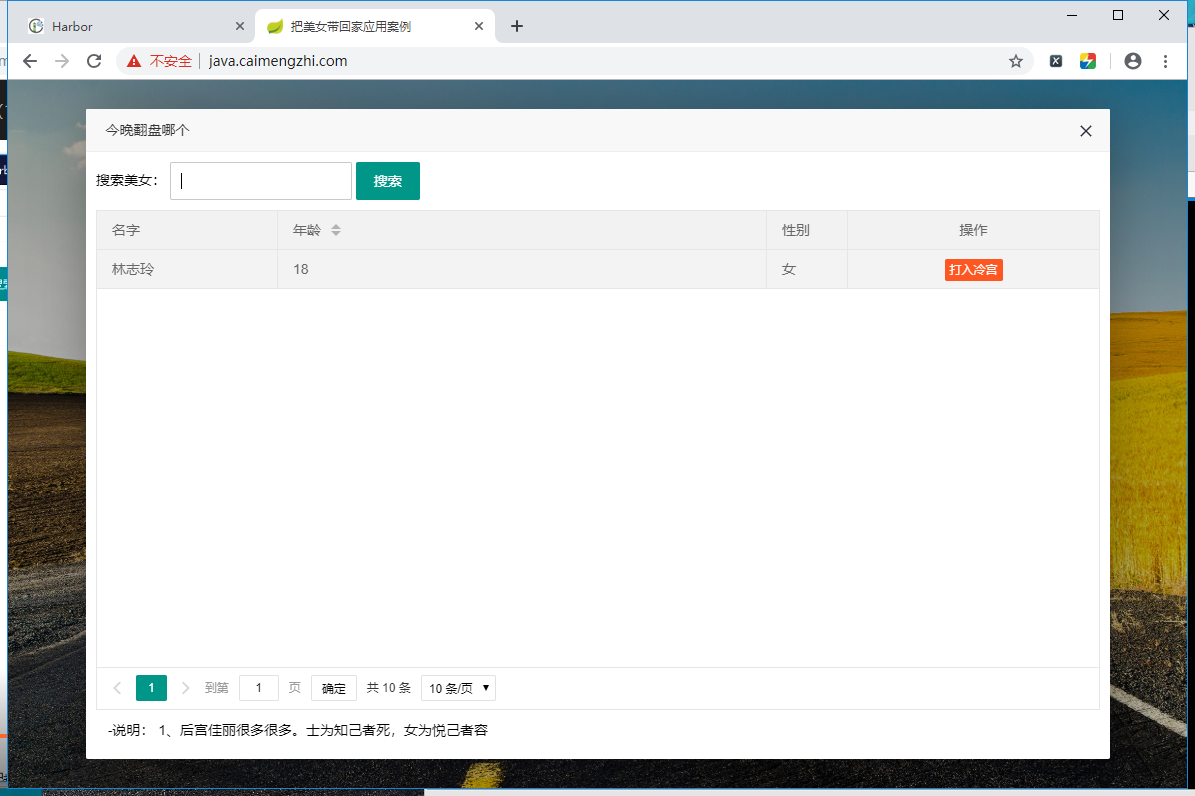 Harbor
把美女带回家应用案例
不安全 java.caimengzhi.com
今晚翻盘哪个
搜索美女： 搜索
名字 年龄 性别 操作
林志玲 18 女 打入冷宫
1 到第 1 页 确定 共 10 条 10 条/页
-说明： 1、后宫佳丽很多很多。士为知己者死，女为悦己者容